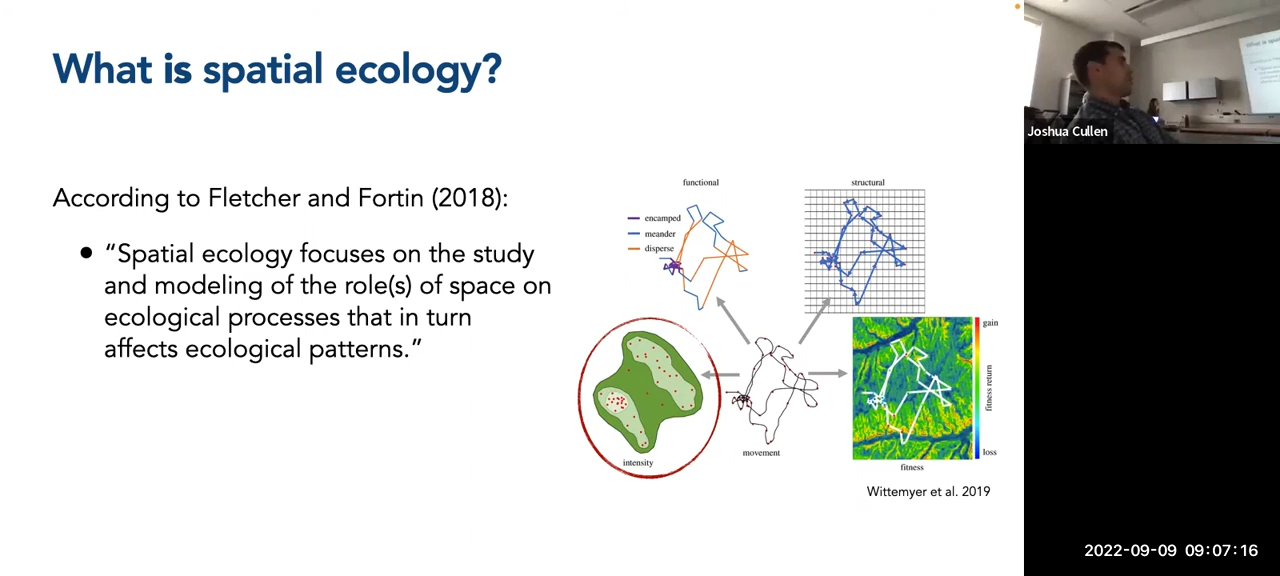 What is spatial ecology?
According to Fletcher and Fortin (2018):
• “Spatial ecology focuses on the study
and modeling of the role(s) of space on
ecological processes that in turn
affects ecological patterns.”
functional
encamped
meander
disperse
structural
intensity
movement
gain
fitness return
loss
fitness
Wittemyer et al. 2019
Joshua Cullen
2022-09-09 09:07:16